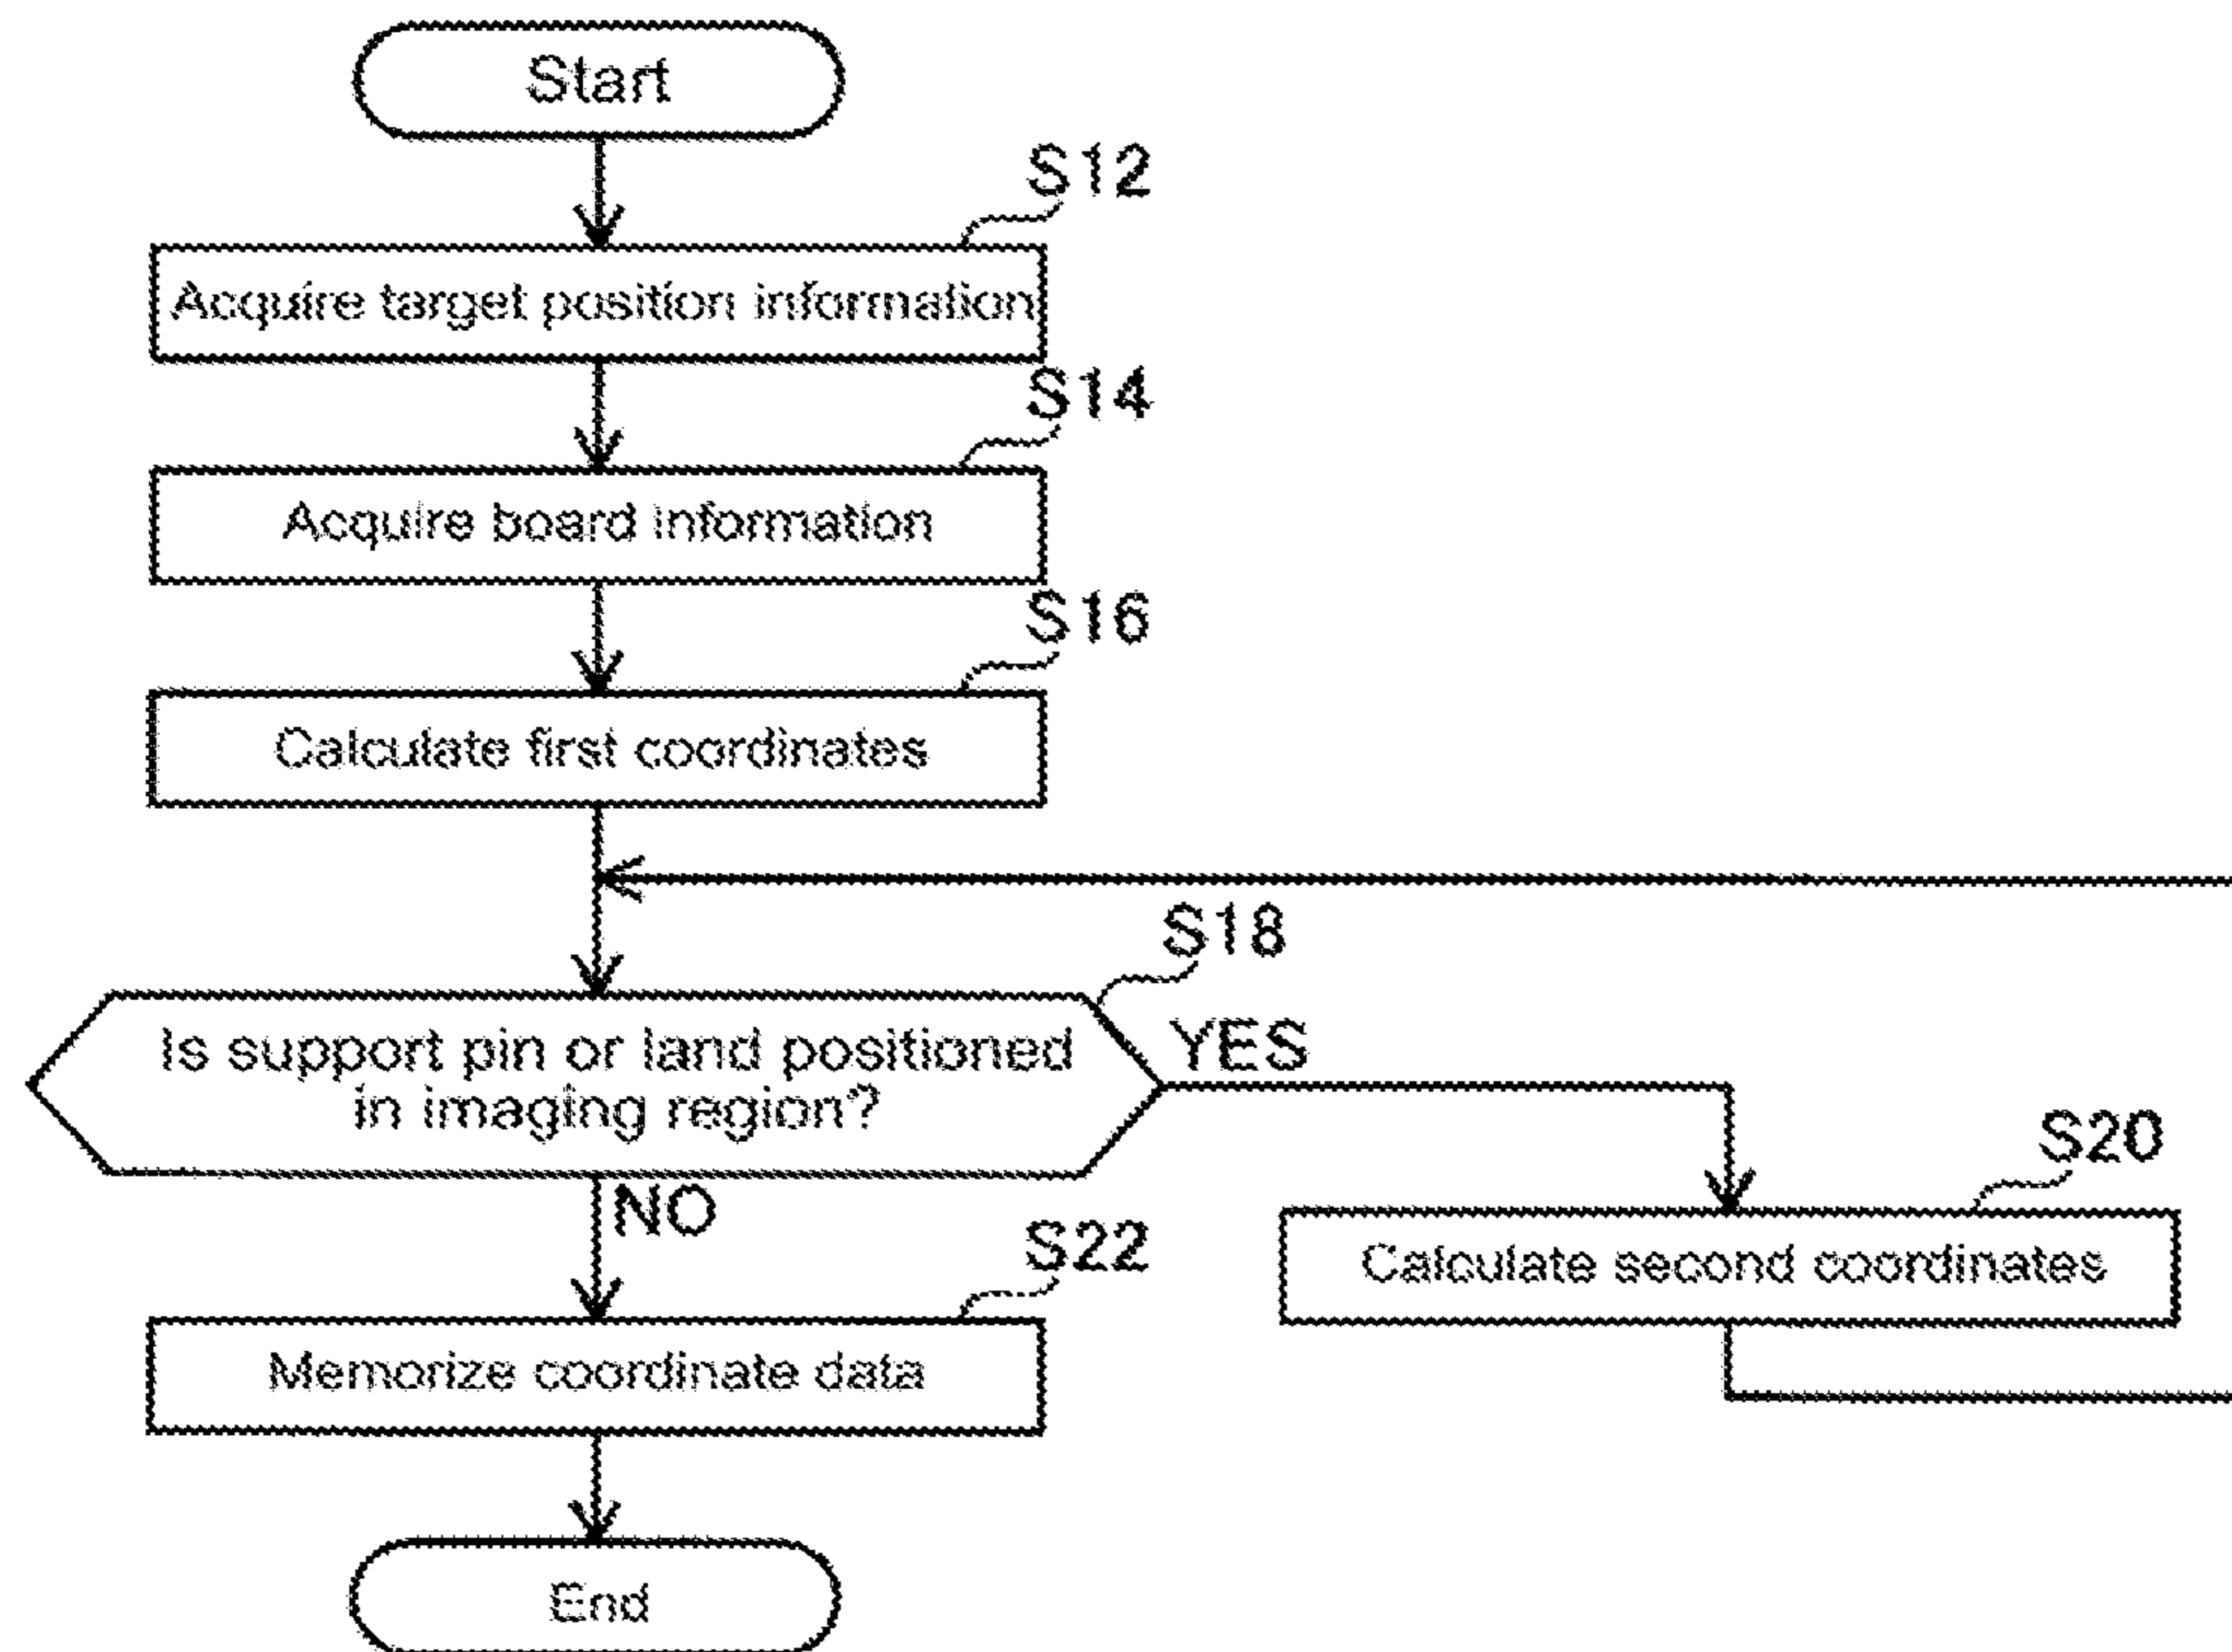 Start
S12
Acquire target position information
S14
Acquire board information
S16
Calculate first coordinates
S18
Is support pin or land positioned
in imaging region?
YES
NO
S20
Calculate second coordinates
S22
Memorize coordinate data
End